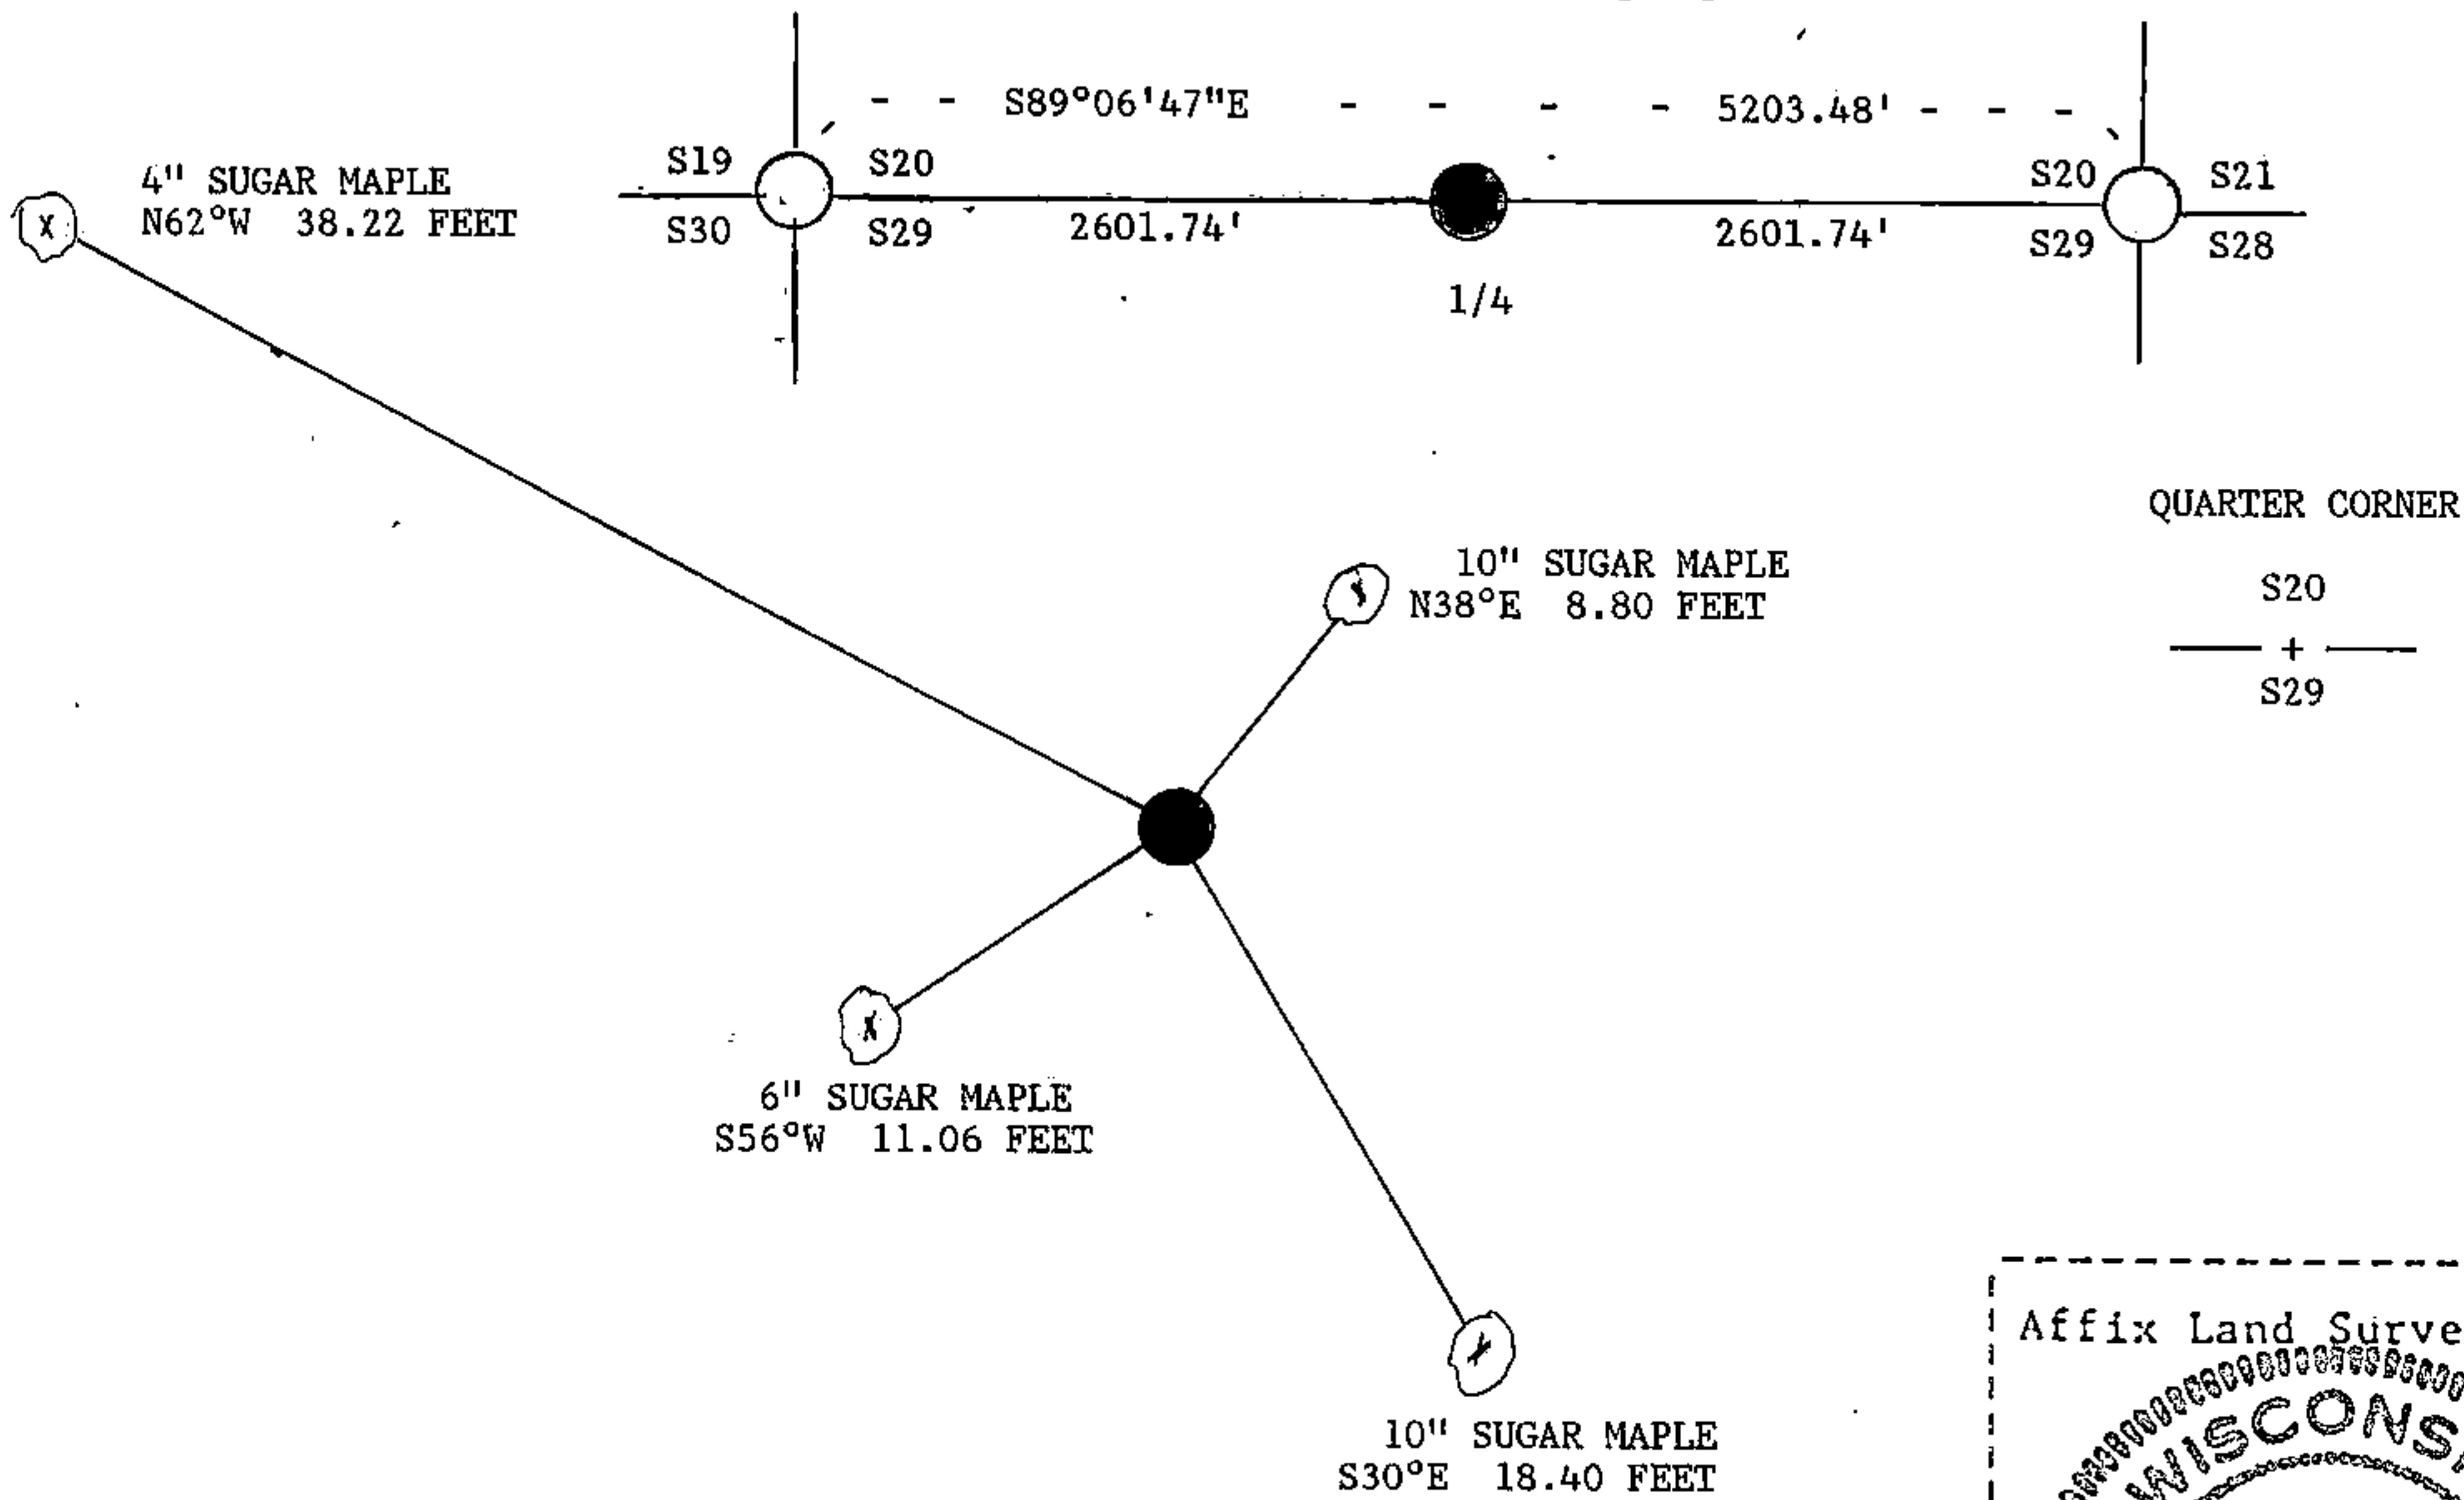 S89°06'47"E
5203.48'
S19 S20
S20 S21
4" SUGAR MAPLE
N62°W 38.22 FEET
S30 S29
2601.74'
2601.74'
S29 S28
1/4
QUARTER CORNER
S20
+
S29
10" SUGAR MAPLE
N38°E 8.80 FEET
6" SUGAR MAPLE
S56°W 11.06 FEET
10" SUGAR MAPLE
S30°E 18.40 FEET
Affix Land Surve
WISCONS